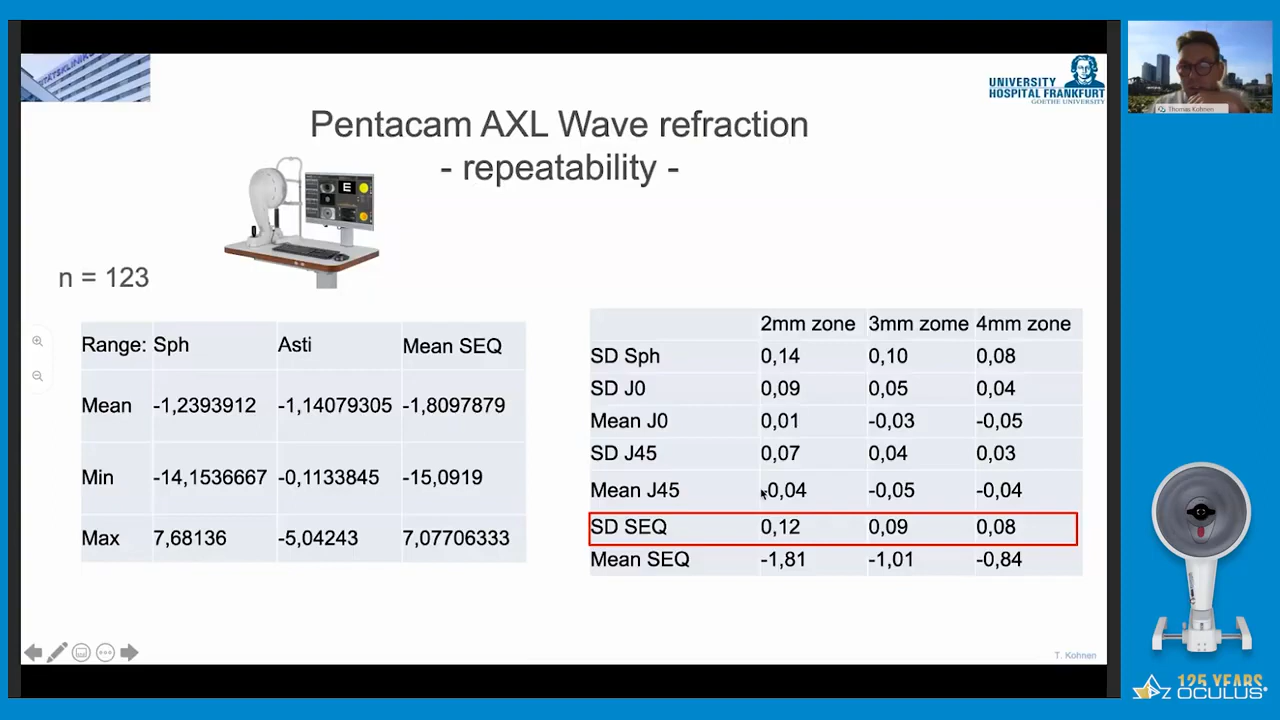 UNIVERSITY
HOSPITAL FRANKFURT
GOETHE UNIVERSITY
Thomas Kohnen
Pentacam AXL Wave refraction
- repeatability -
E
n = 123
Range: Sph Asti Mean SEQ
Mean -1,2393912 -1,14079305 -1,8097879
Min -14,1536667 -0,1133845 -15,0919
Max 7,68136 -5,04243 7,07706333
2mm zone 3mm zome 4mm zone
SD Sph 0,14 0,10 0,08
SD J0 0,09 0,05 0,04
Mean J0 0,01 -0,03 -0,05
SD J45 0,07 0,04 0,03
Mean J45 -0,04 -0,05 -0,04
SD SEQ 0,12 0,09 0,08
Mean SEQ -1,81 -1,01 -0,84
T. Kohnen
125 YEARS
OCULUS®